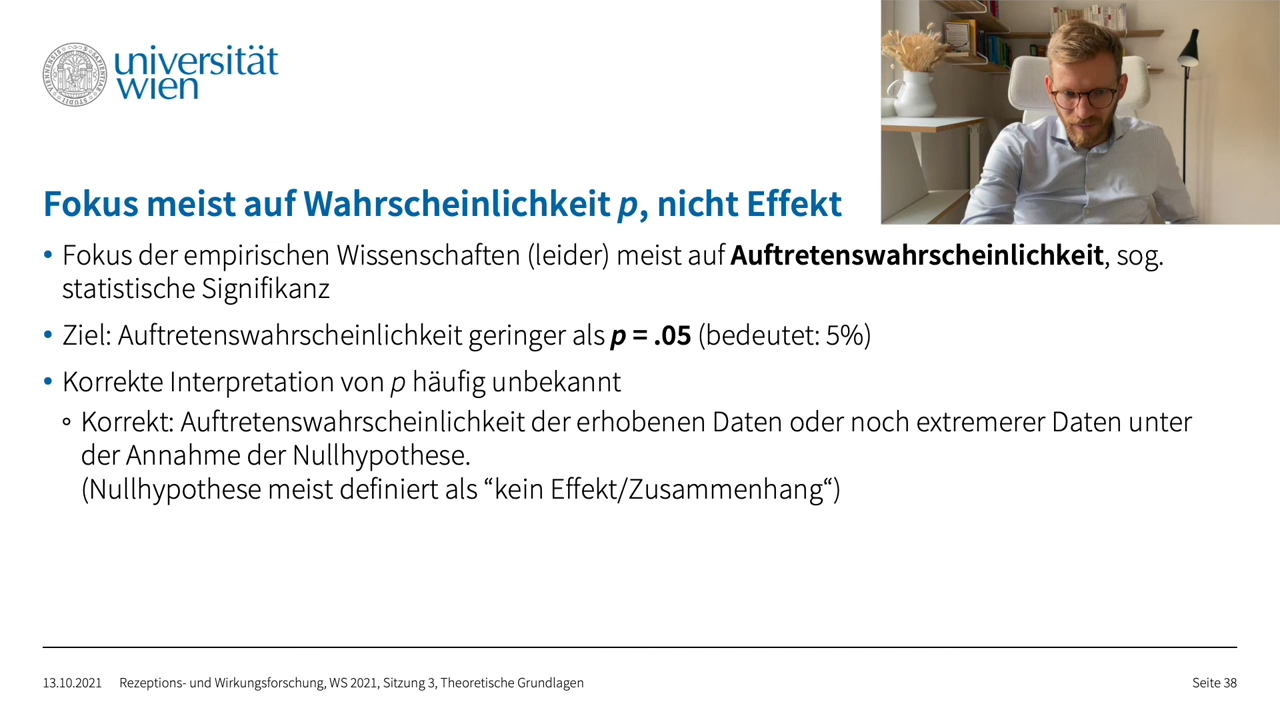 universität
wien
Fokus meist auf Wahrscheinlichkeit p, nicht Effekt
• Fokus der empirischen Wissenschaften (leider) meist auf Auftretenswahrscheinlichkeit, sog.
statistische Signifikanz
• Ziel: Auftretenswahrscheinlichkeit geringer als p = .05 (bedeutet: 5%)
• Korrekte Interpretation von p häufig unbekannt
◦ Korrekt: Auftretenswahrscheinlichkeit der erhobenen Daten oder noch extremerer Daten unter
der Annahme der Nullhypothese.
(Nullhypothese meist definiert als “kein Effekt/Zusammenhang“)
13.10.2021 Rezeptions- und Wirkungsforschung, WS 2021, Sitzung 3, Theoretische Grundlagen Seite 38